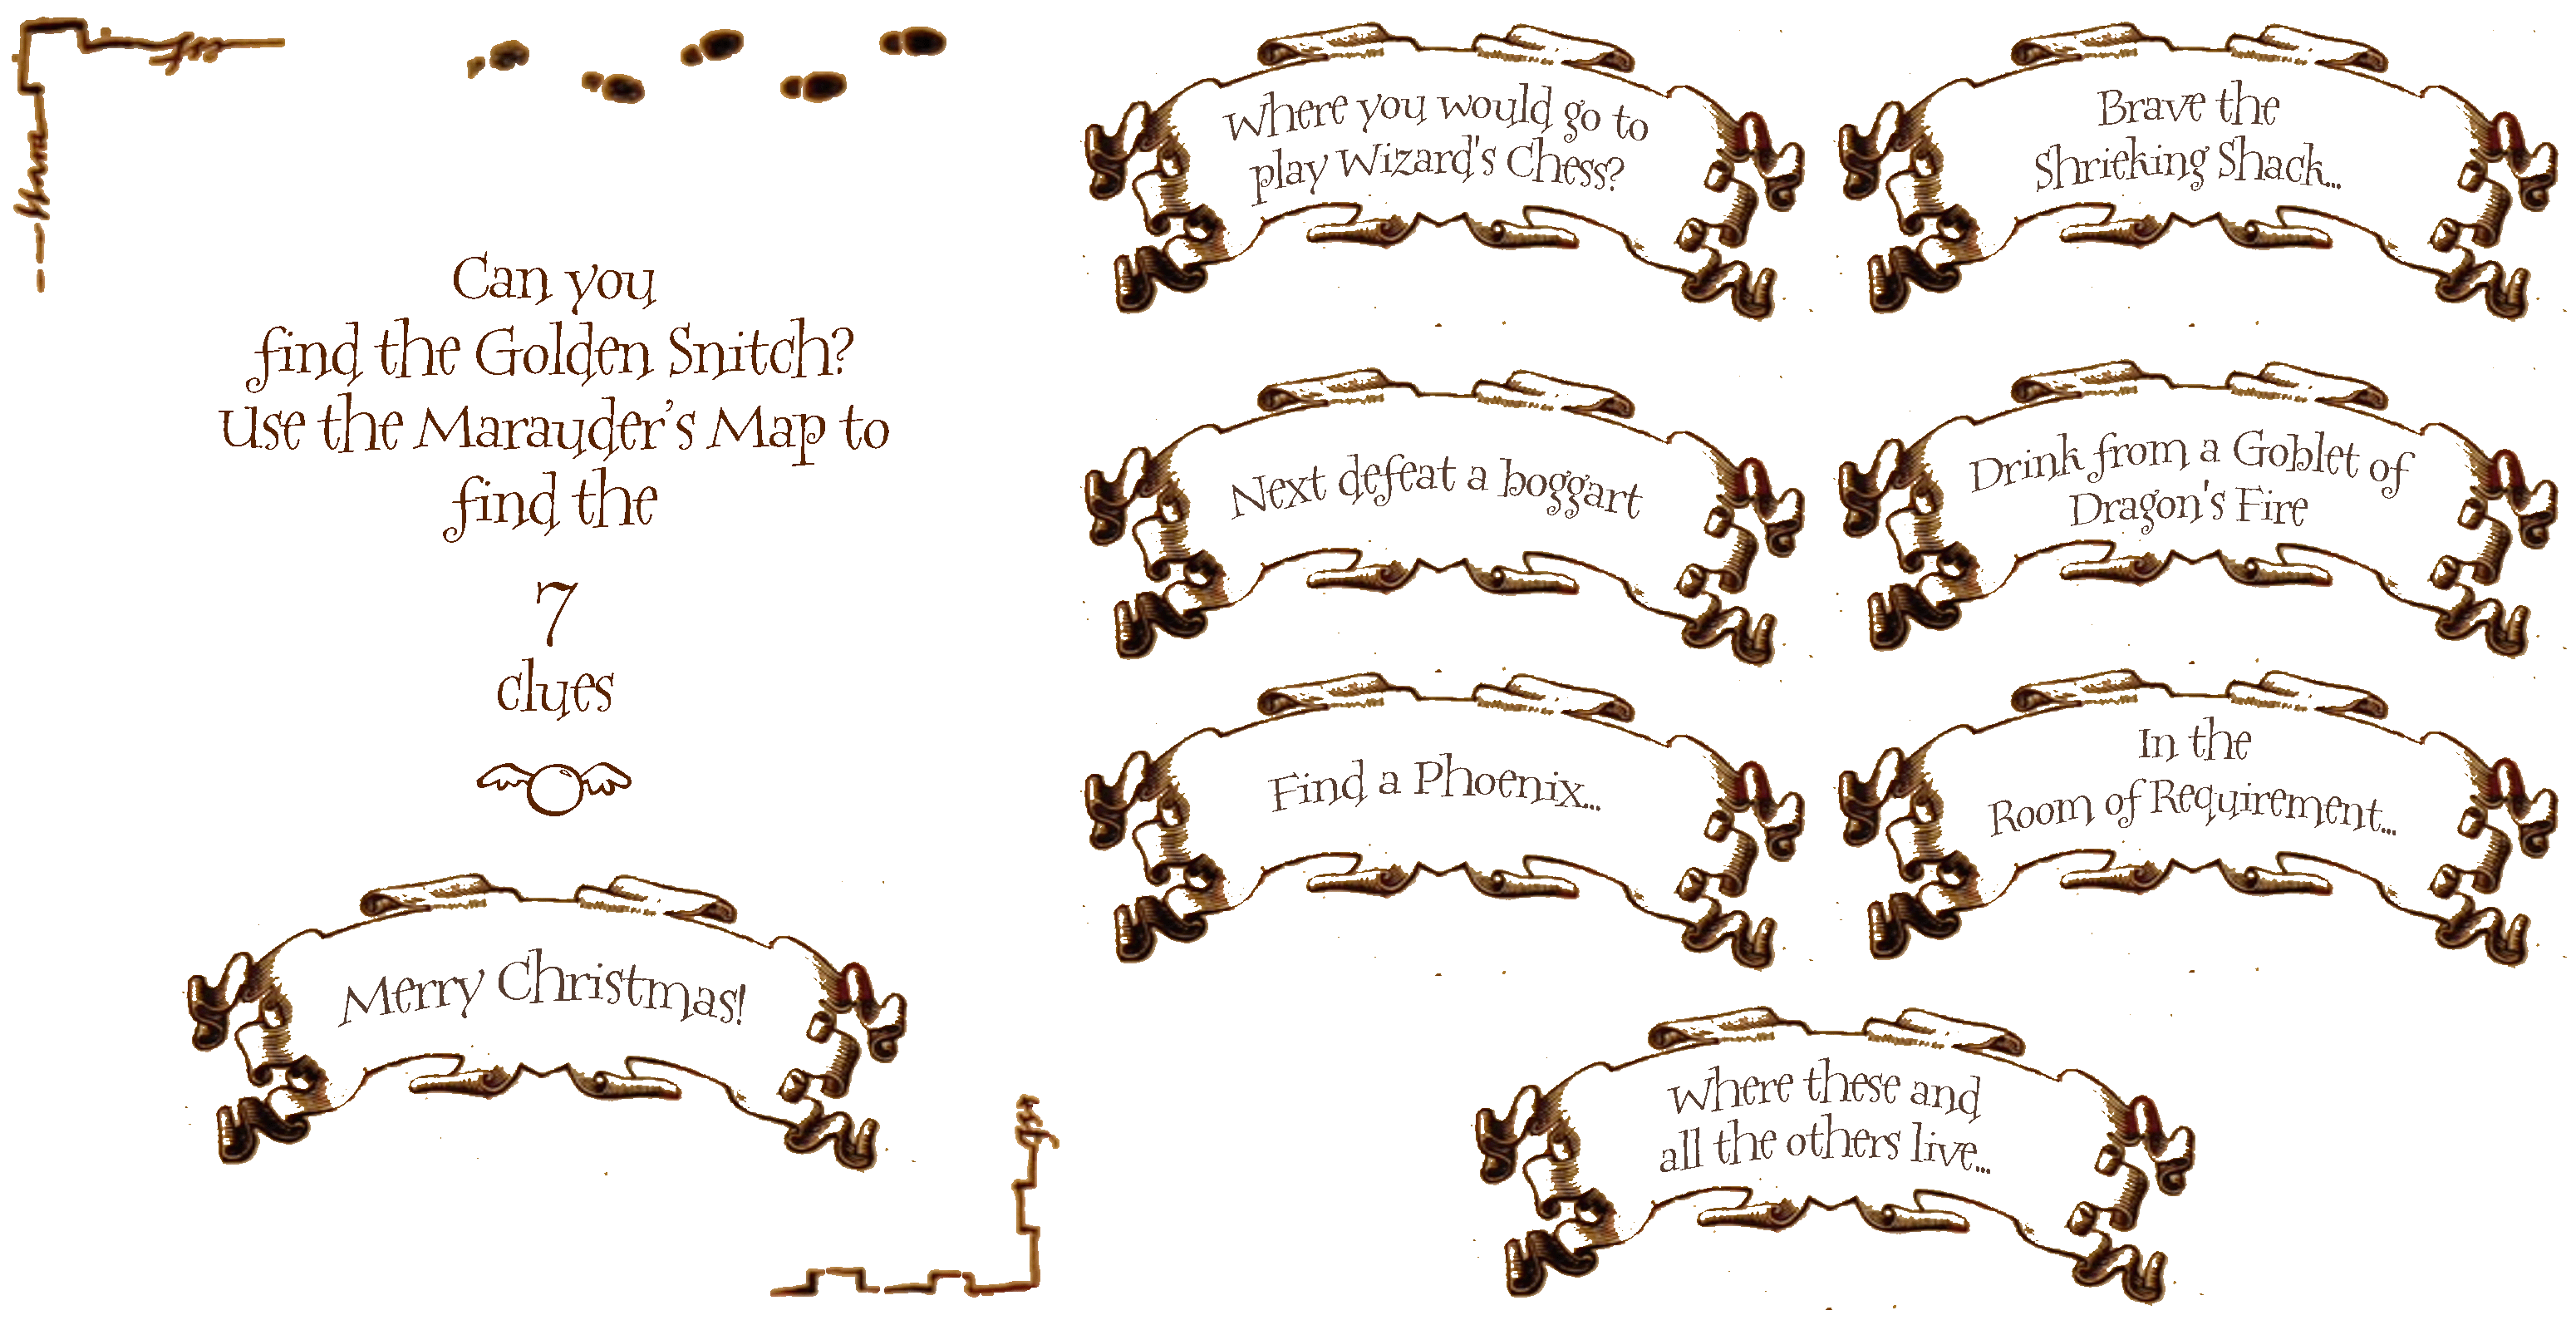 Can you
find the Golden Snitch?
Use the Marauder's Map to
find the
7
clues
Merry Christmas!
Where you would go to
play Wizard's Chess?
Brave the
Shrieking Shack...
Next defeat a boggart
Drink from a Goblet of
Dragon's Fire
Find a Phoenix...
In the
Room of Requirement...
Where these and
all the others live...